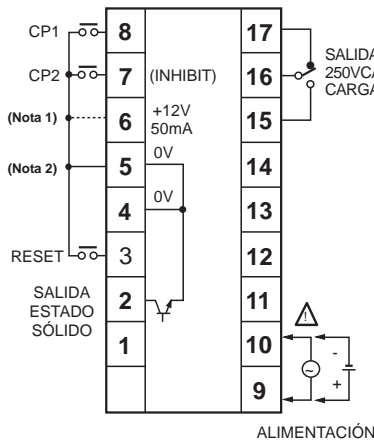 CP1
8
17
SALIDA
CP2
7
(INHIBIT)
16
250VCA
CARGA
(Nota 1)
6
+12V
50mA
15
(Nota 2)
5
0V
14
4
0V
13
RESET
3
12
SALIDA
ESTADO
SÓLIDO
2
11
1
10
!
~
-
+
9
ALIMENTACIÓN